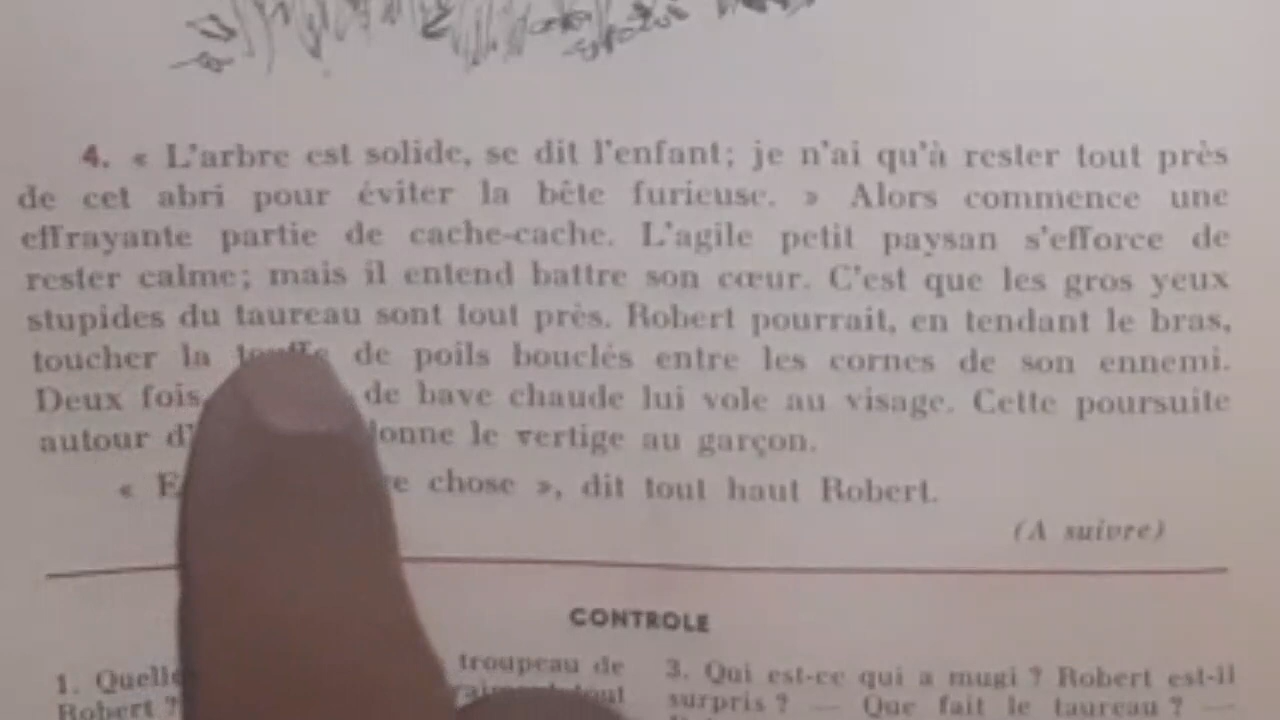 4. « L'arbre est solide, se dit l'enfant; je n'ai qu'à rester tout près
de cet abri pour éviter la bête furieuse. » Alors commence une
effrayante partie de cache-cache. L'agile petit paysan s'efforce de
rester calme; mais il entend battre son cœur. C'est que les gros yeux
stupides du taureau sont tout près. Robert pourrait, en tendant le bras,
toucher la touffe de poils bouclés entre les cornes de son ennemi.
Deux fois de bave chaude lui vole au visage. Cette poursuite
autour le vertige au garçon.
« chose », dit tout haut Robert.
(A suivre)
CONTROLE
1. troupeau de
Robert ?
3. Qui est-ce qui a mugi ? Robert est-il
surpris ? — Que fait le taureau ? —